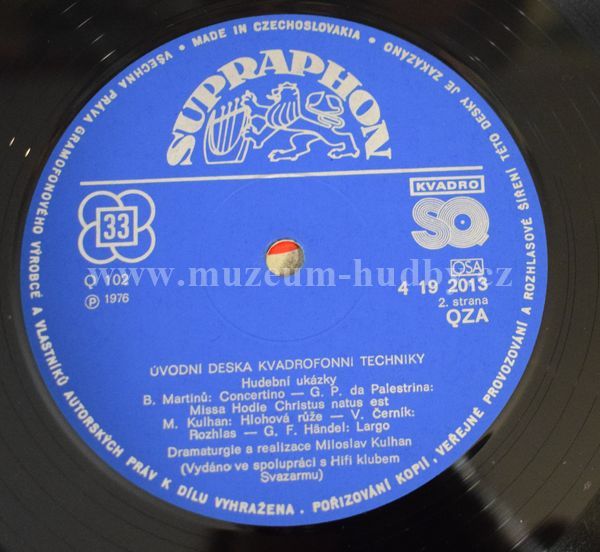 VŠECHNA PRÁVA GRAMOFONOVÉHO VÝROBCE A VLASTNÍKŮ AUTORSKÝCH PRÁV K DÍLU VYHRAŽENA . POŘIZOVÁNÍ KOPIÍ, VEŘEJNÉ PROVOZOVÁNÍ A ROZHLASOVÉ ŠÍŘENÍ TÉTO DESKY JE ZAKÁZÁNO • MADE IN CZECHOSLOVAKIA •
SUPRAPHON
33
KVADRO
SQ
Q 102
Ⓟ 1976
OSA
4 19 2013
2. strana
QZA
www.muzeum-hudby.cz
ÚVODNÍ DESKA KVADROFONNÍ TECHNIKY
Hudební ukázky
B. Martinů: Concertino — G. P. da Palestrina:
Missa Hodie Christus natus est
M. Kulhan: Hlohová růže — V. Černík:
Rozhlas — G. F. Händel: Largo
Dramaturgie a realizace Miloslav Kulhan
(Vydáno ve spolupráci s Hifi klubem
Svazarmu)